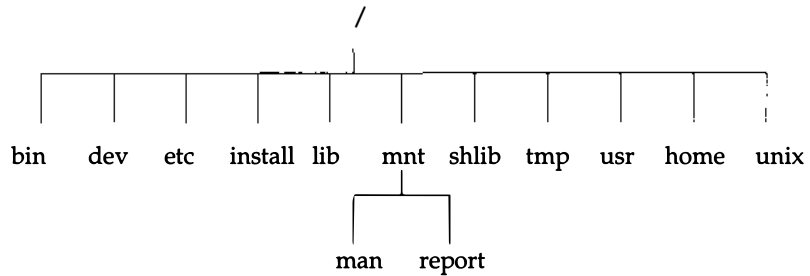 /
bin dev etc install lib mnt shlib tmp usr home unix
man report